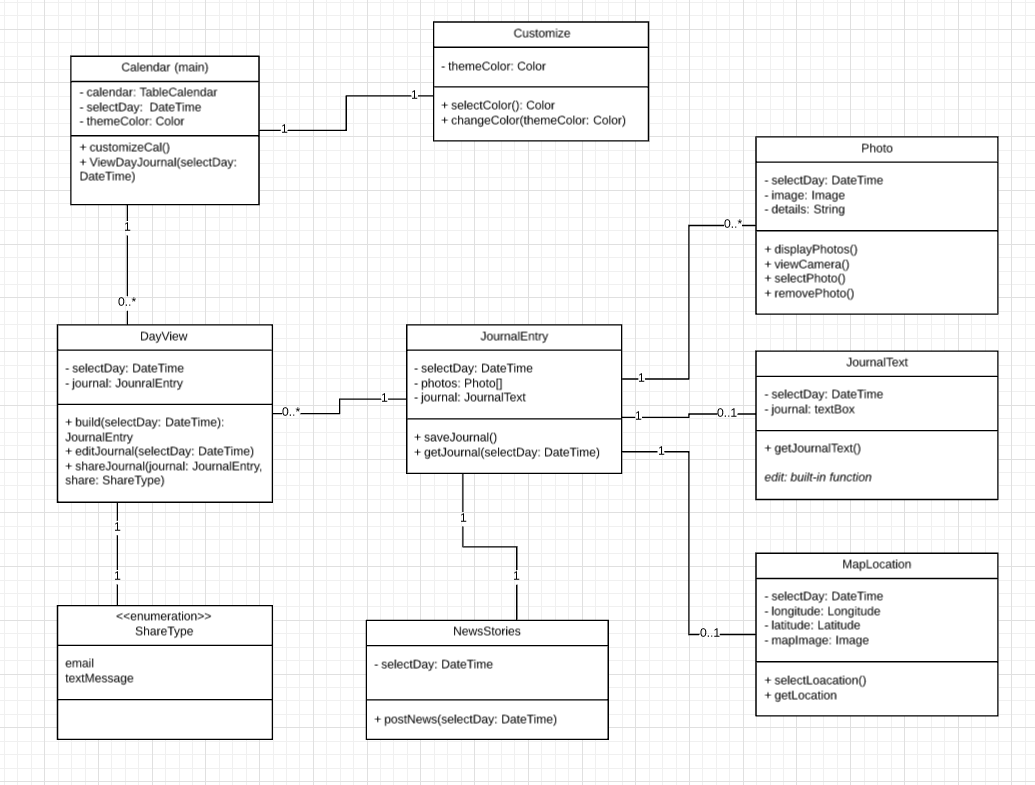 Customize
- themeColor: Color
+ selectColor(): Color
+ changeColor(themeColor: Color)
Calendar (main)
- calendar: TableCalendar
- selectDay:  DateTime
- themeColor: Color
+ customizeCal()
+ ViewDayJournal(selectDay:
DateTime)
1
1
1
0..*
Photo
- selectDay: DateTime
- image: Image
- details: String
+ displayPhotos()
+ viewCamera()
+ selectPhoto()
+ removePhoto()
0..*
DayView
- selectDay: DateTime
- journal: JounralEntry
+ build(selectDay: DateTime):
JournalEntry
+ editJournal(selectDay: DateTime)
+ shareJournal(journal: JournalEntry,
share: ShareType)
0..*
1
JournalEntry
- selectDay: DateTime
- photos: Photo[]
- journal: JournalText
+ saveJournal()
+ getJournal(selectDay: DateTime)
1
1
0..1
1
JournalText
- selectDay: DateTime
- journal: textBox
+ getJournalText()
edit: built-in function
1
1
1
1
<<enumeration>>
ShareType
email
textMessage
NewsStories
- selectDay: DateTime
+ postNews(selectDay: DateTime)
0..1
MapLocation
- selectDay: DateTime
- longitude: Longitude
- latitude: Latitude
- mapImage: Image
+ selectLoacation()
+ getLocation